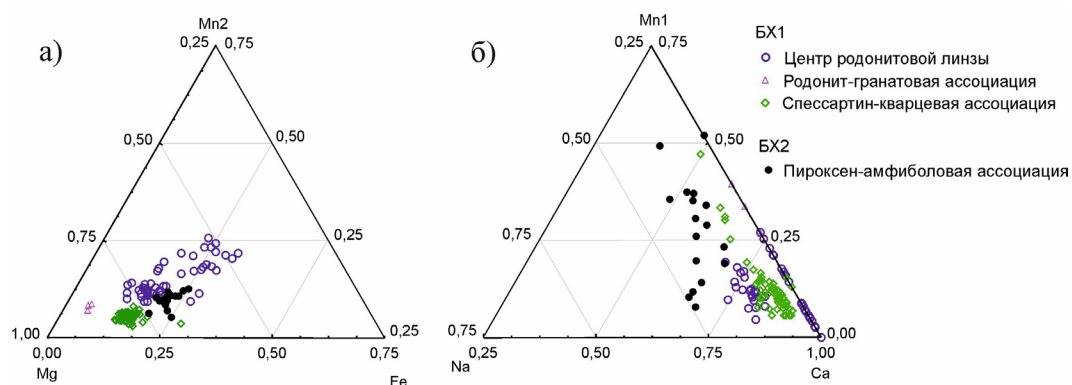 а)
Mn2
0,25 0,75
0,50 0,50
0,75 0,25
1,00 0,25
0,00 0,25 0,50 0,75
Mg Fe
б)
Mn1
0,25 0,75
0,50 0,50
0,75 0,25
0,75 0,00
0,25 0,50 0,75 1,00
Na Ca
БХ1
Центр родонитовой линзы
Родонит-гранатовая ассоциация
Спессартин-кварцевая ассоциация
БХ2
Пироксен-амфиболовая ассоциация